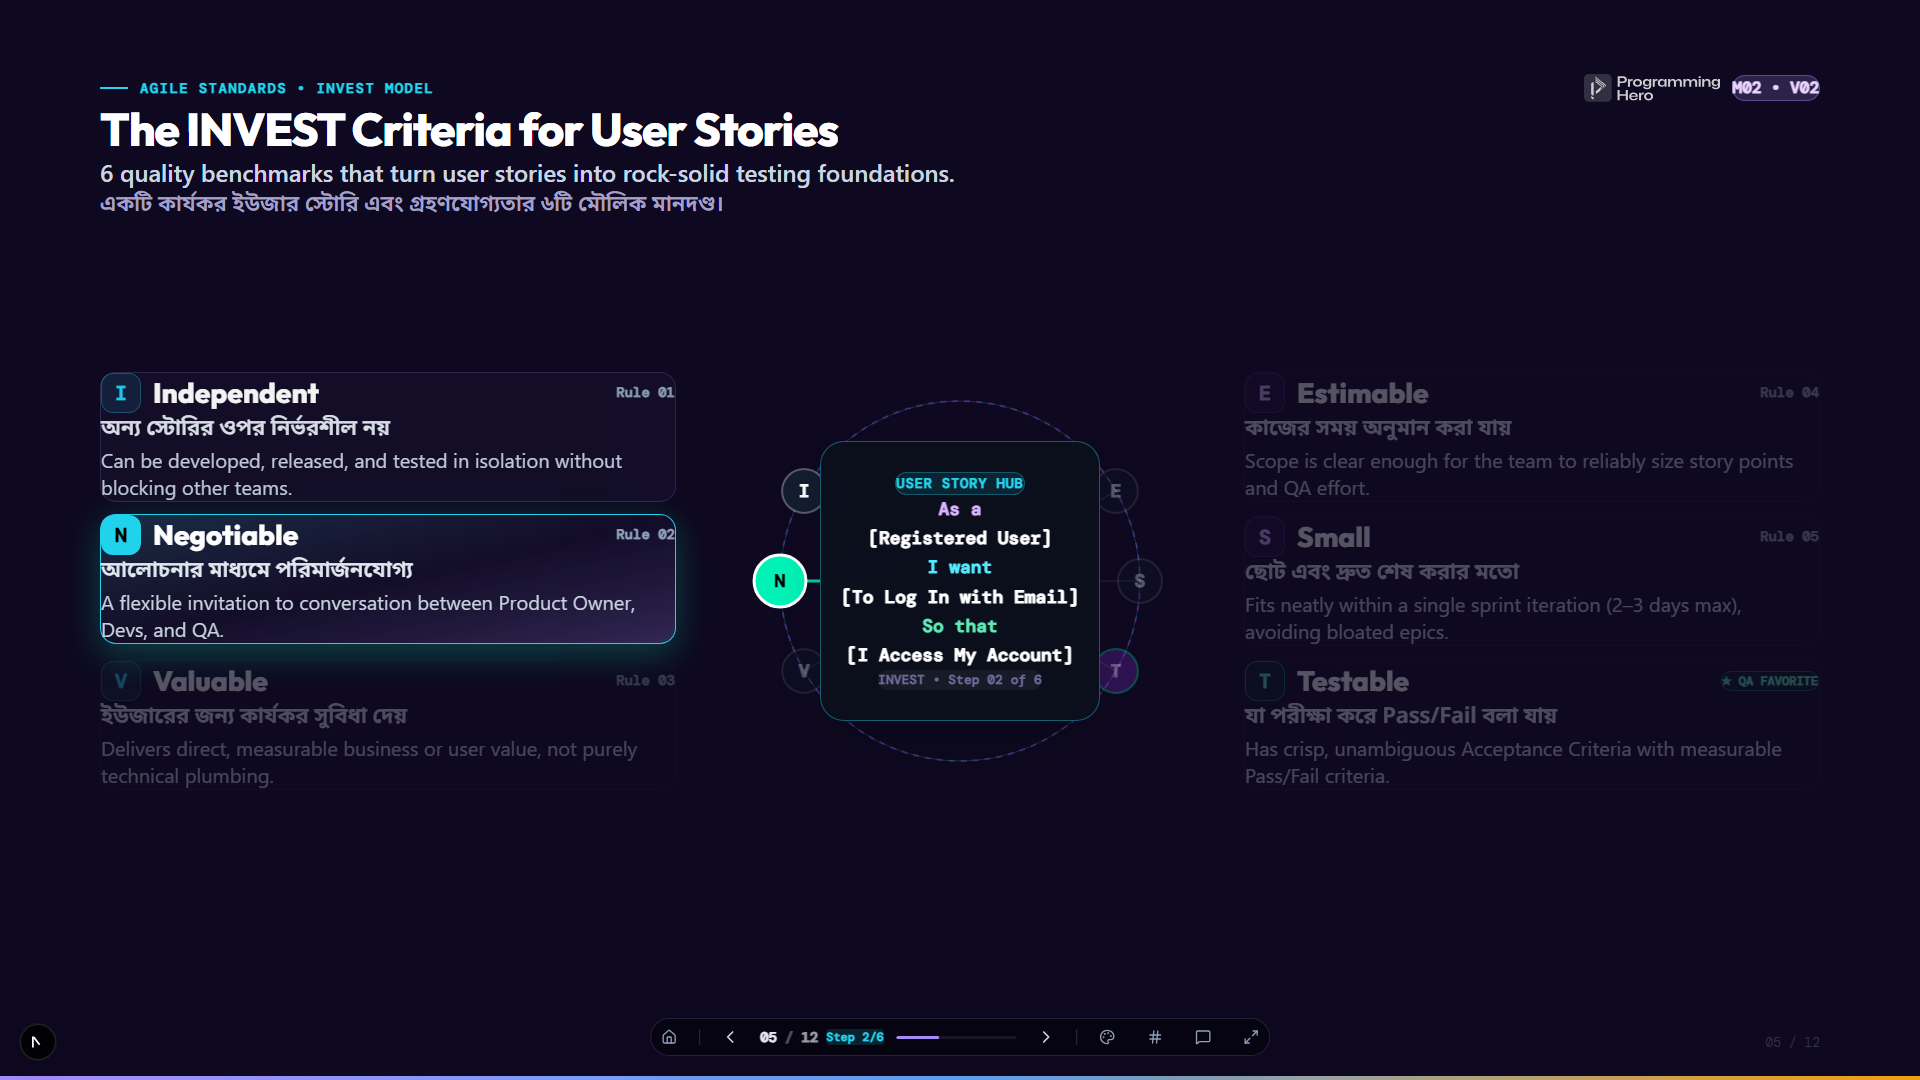 AGILE STANDARDS • INVEST MODEL
The INVEST Criteria for User Stories
6 quality benchmarks that turn user stories into rock-solid testing foundations.
একটি কার্যকর ইউজার স্টোরি এবং গ্রহণযোগ্যতার ৬টি মৌলিক মানদণ্ড।
Programming
Hero
M02 • V02
I Independent Rule 01
অন্য স্টোরির ওপর নির্ভরশীল নয়
Can be developed, released, and tested in isolation without
blocking other teams.
N Negotiable Rule 02
আলোচনার মাধ্যমে পরিমার্জনযোগ্য
A flexible invitation to conversation between Product Owner,
Devs, and QA.
V Valuable Rule 03
ইউজারের জন্য কার্যকর সুবিধা দেয়
Delivers direct, measurable business or user value, not purely
technical plumbing.
I
N
V
USER STORY HUB
As a
[Registered User]
I want
[To Log In with Email]
So that
[I Access My Account]
INVEST • Step 02 of 6
E
S
T
E Estimable Rule 04
কাজের সময় অনুমান করা যায়
Scope is clear enough for the team to reliably size story points
and QA effort.
S Small Rule 05
ছোট এবং দ্রুত শেষ করার মতো
Fits neatly within a single sprint iteration (2–3 days max),
avoiding bloated epics.
T Testable ★ QA FAVORITE
যা পরীক্ষা করে Pass/Fail বলা যায়
Has crisp, unambiguous Acceptance Criteria with measurable
Pass/Fail criteria.
05 / 12 Step 2/6
05 / 12